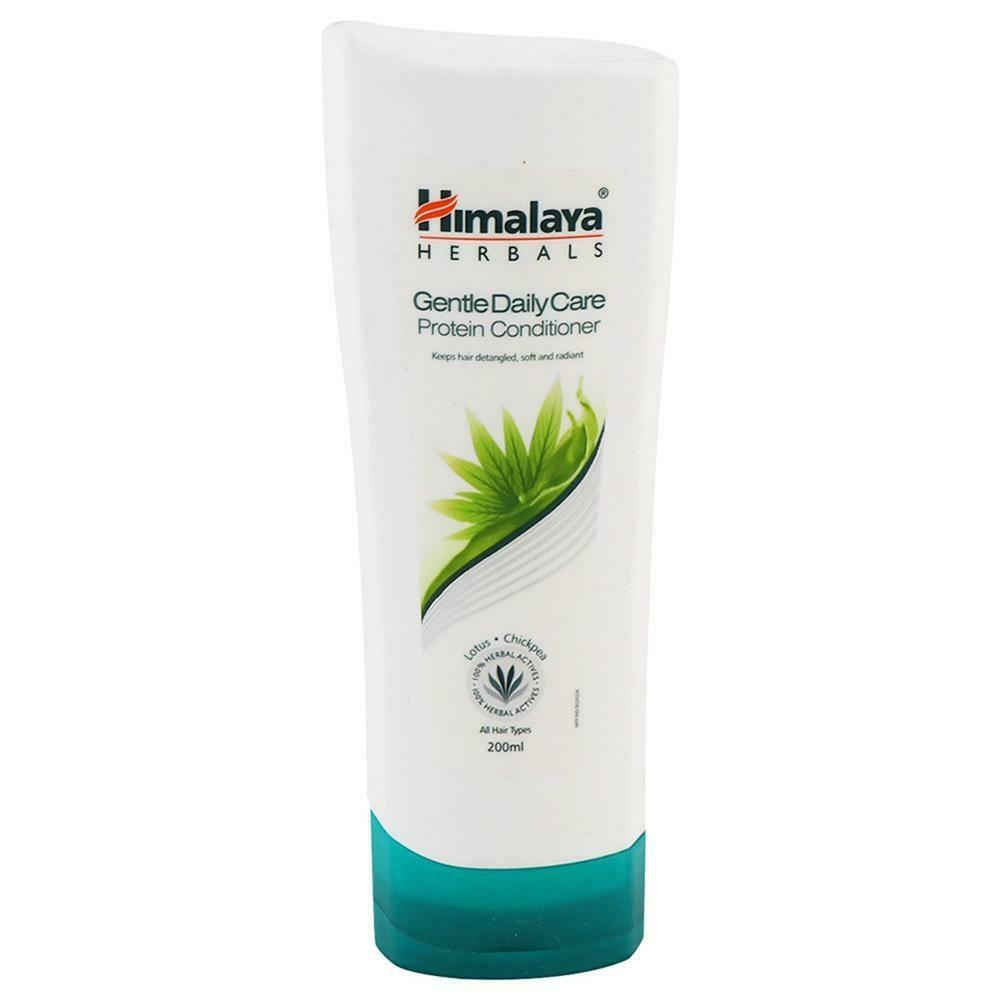 Himalaya®
HERBALS
Gentle Daily Care
Protein Conditioner
Keeps hair detangled, soft and radiant
Lotus • Chickpea
100% HERBAL ACTIVES • 100% HERBAL ACTIVES •
All Hair Types
200ml